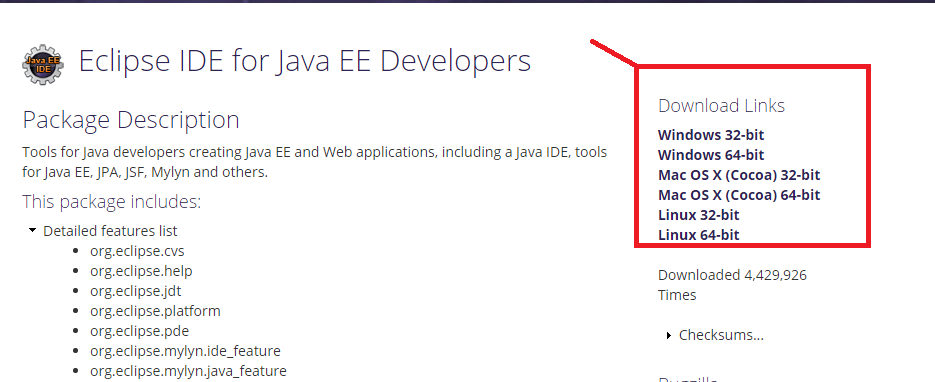 Java EE
IDE
Eclipse IDE for Java EE Developers
Package Description
Tools for Java developers creating Java EE and Web applications, including a Java IDE, tools
for Java EE, JPA, JSF, Mylyn and others.
This package includes:
Detailed features list
org.eclipse.cvs
org.eclipse.help
org.eclipse.jdt
org.eclipse.platform
org.eclipse.pde
org.eclipse.mylyn.ide_feature
org.eclipse.mylyn.java_feature
Download Links
Windows 32-bit
Windows 64-bit
Mac OS X (Cocoa) 32-bit
Mac OS X (Cocoa) 64-bit
Linux 32-bit
Linux 64-bit
Downloaded 4,429,926
Times
Checksums...